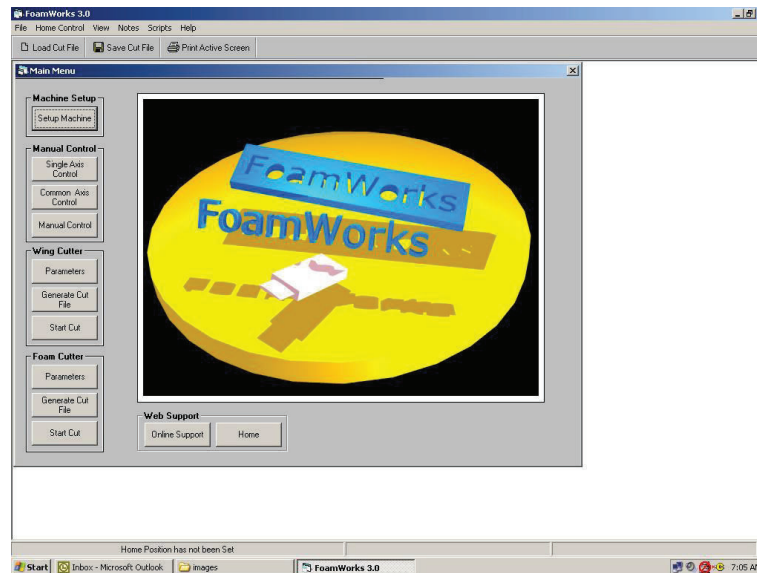 FoamWorks 3.0
File Home Control View Notes Scripts Help
Load Cut File Save Cut File Print Active Screen
Main Menu
Machine Setup
Setup Machine
Manual Control
Single Axis
Control
Common Axis
Control
Manual Control
Wing Cutter
Parameters
Generate Cut
File
Start Cut
Foam Cutter
Parameters
Generate Cut
File
Start Cut
FoamWorks
FoamWorks
Web Support
Online Support Home
Home Position has not been Set
Start Inbox - Microsoft Outlook images FoamWorks 3.0 7:05